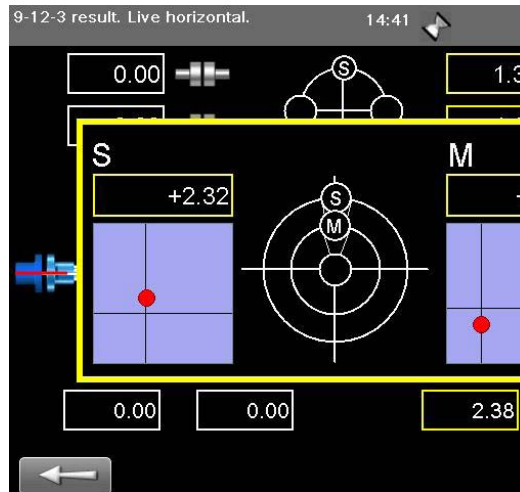 9-12-3 result. Live horizontal. 14:41
0.00
S
S M
+2.32
S
M
0.00 0.00 2.38